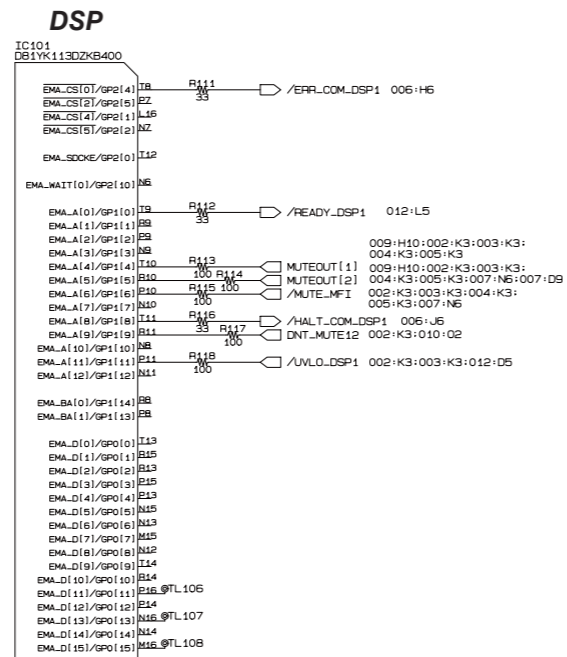 DSP
IC101
D81YK113DZKB400
EMA_CS[0]/GP2[4] T8 R111 33 /ERR_COM_DSP1 006:H6
EMA_CS[2]/GP2[5] P7
EMA_CS[4]/GP2[1] L16
EMA_CS[5]/GP2[2] N7
EMA_SDCKE/GP2[0] T12
EMA_WAIT[0]/GP2[10] N6
EMA_A[0]/GP1[0] T9 R112 33 /READY_DSP1 012:L5
EMA_A[1]/GP1[1] R9
EMA_A[2]/GP1[2] P9
EMA_A[3]/GP1[3] N9
009:H10:002:K3:003:K3:
004:K3:005:K3
EMA_A[4]/GP1[4] T10 R113 100 MUTEOUT[1] 009:H10:002:K3:003:K3:
EMA_A[5]/GP1[5] R10 R114 100 MUTEOUT[2] 004:K3:005:K3:007:N6:007:D9
EMA_A[6]/GP1[6] P10 R115 100 /MUTE_MFI 002:K3:003:K3:004:K3:
005:K3:007:N6
EMA_A[7]/GP1[7] N10
EMA_A[8]/GP1[8] T11 R116 33 /HALT_COM_DSP1 006:J6
EMA_A[9]/GP1[9] R11 R117 100 DNT_MUTE12 002:K3:010:O2
EMA_A[10]/GP1[10] N8
EMA_A[11]/GP1[11] P11 R118 100 /UVLO_DSP1 002:K3:003:K3:012:D5
EMA_A[12]/GP1[12] N11
EMA_BA[0]/GP1[14] R8
EMA_BA[1]/GP1[13] P8
EMA_D[0]/GP0[0] T13
EMA_D[1]/GP0[1] R15
EMA_D[2]/GP0[2] R13
EMA_D[3]/GP0[3] P15
EMA_D[4]/GP0[4] P13
EMA_D[5]/GP0[5] N15
EMA_D[6]/GP0[6] N13
EMA_D[7]/GP0[7] M15
EMA_D[8]/GP0[8] N12
EMA_D[9]/GP0[9] T14
EMA_D[10]/GP0[10] R14
EMA_D[11]/GP0[11] P16 @TL106
EMA_D[12]/GP0[12] P14
EMA_D[13]/GP0[13] N16 @TL107
EMA_D[14]/GP0[14] N14
EMA_D[15]/GP0[15] M16 @TL108